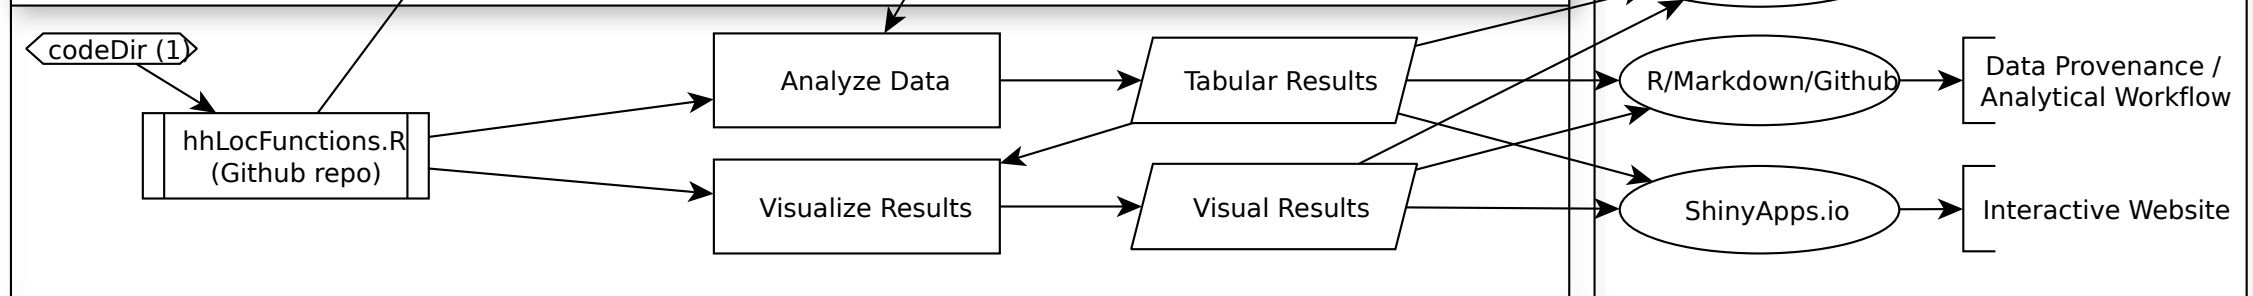 codeDir (1)
hhLocFunctions.R
(Github repo)
Analyze Data
Tabular Results
R/Markdown/Github
Data Provenance /
Analytical Workflow
Visualize Results
Visual Results
ShinyApps.io
Interactive Website